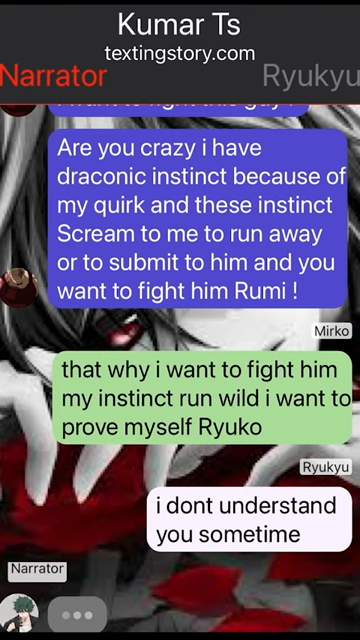 Kumar Ts
textingstory.com
Narrator Ryukyu
Are you crazy i have
draconic instinct because of
my quirk and these instinct
Scream to me to run away
or to submit to him and you
want to fight him Rumi !
Mirko
that why i want to fight him
my instinct run wild i want to
prove myself Ryuko
Ryukyu
i dont understand
you sometime
Narrator